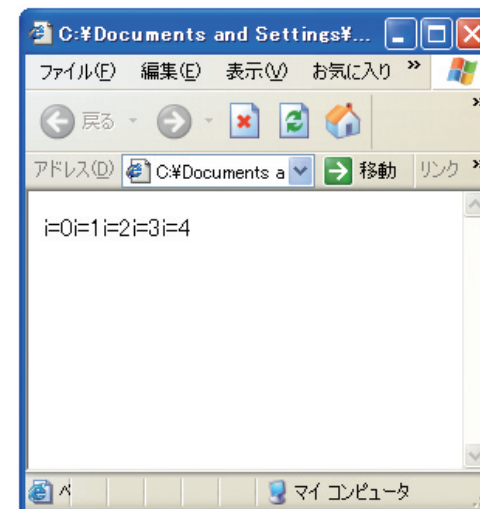 C:¥Documents and Settings¥...
ファイル(F) 編集(E) 表示(V) お気に入り »
戻る »
アドレス(D) C:¥Documents a 移動 リンク »
i=0i=1i=2i=3i=4
ペ マイ コンピュータ